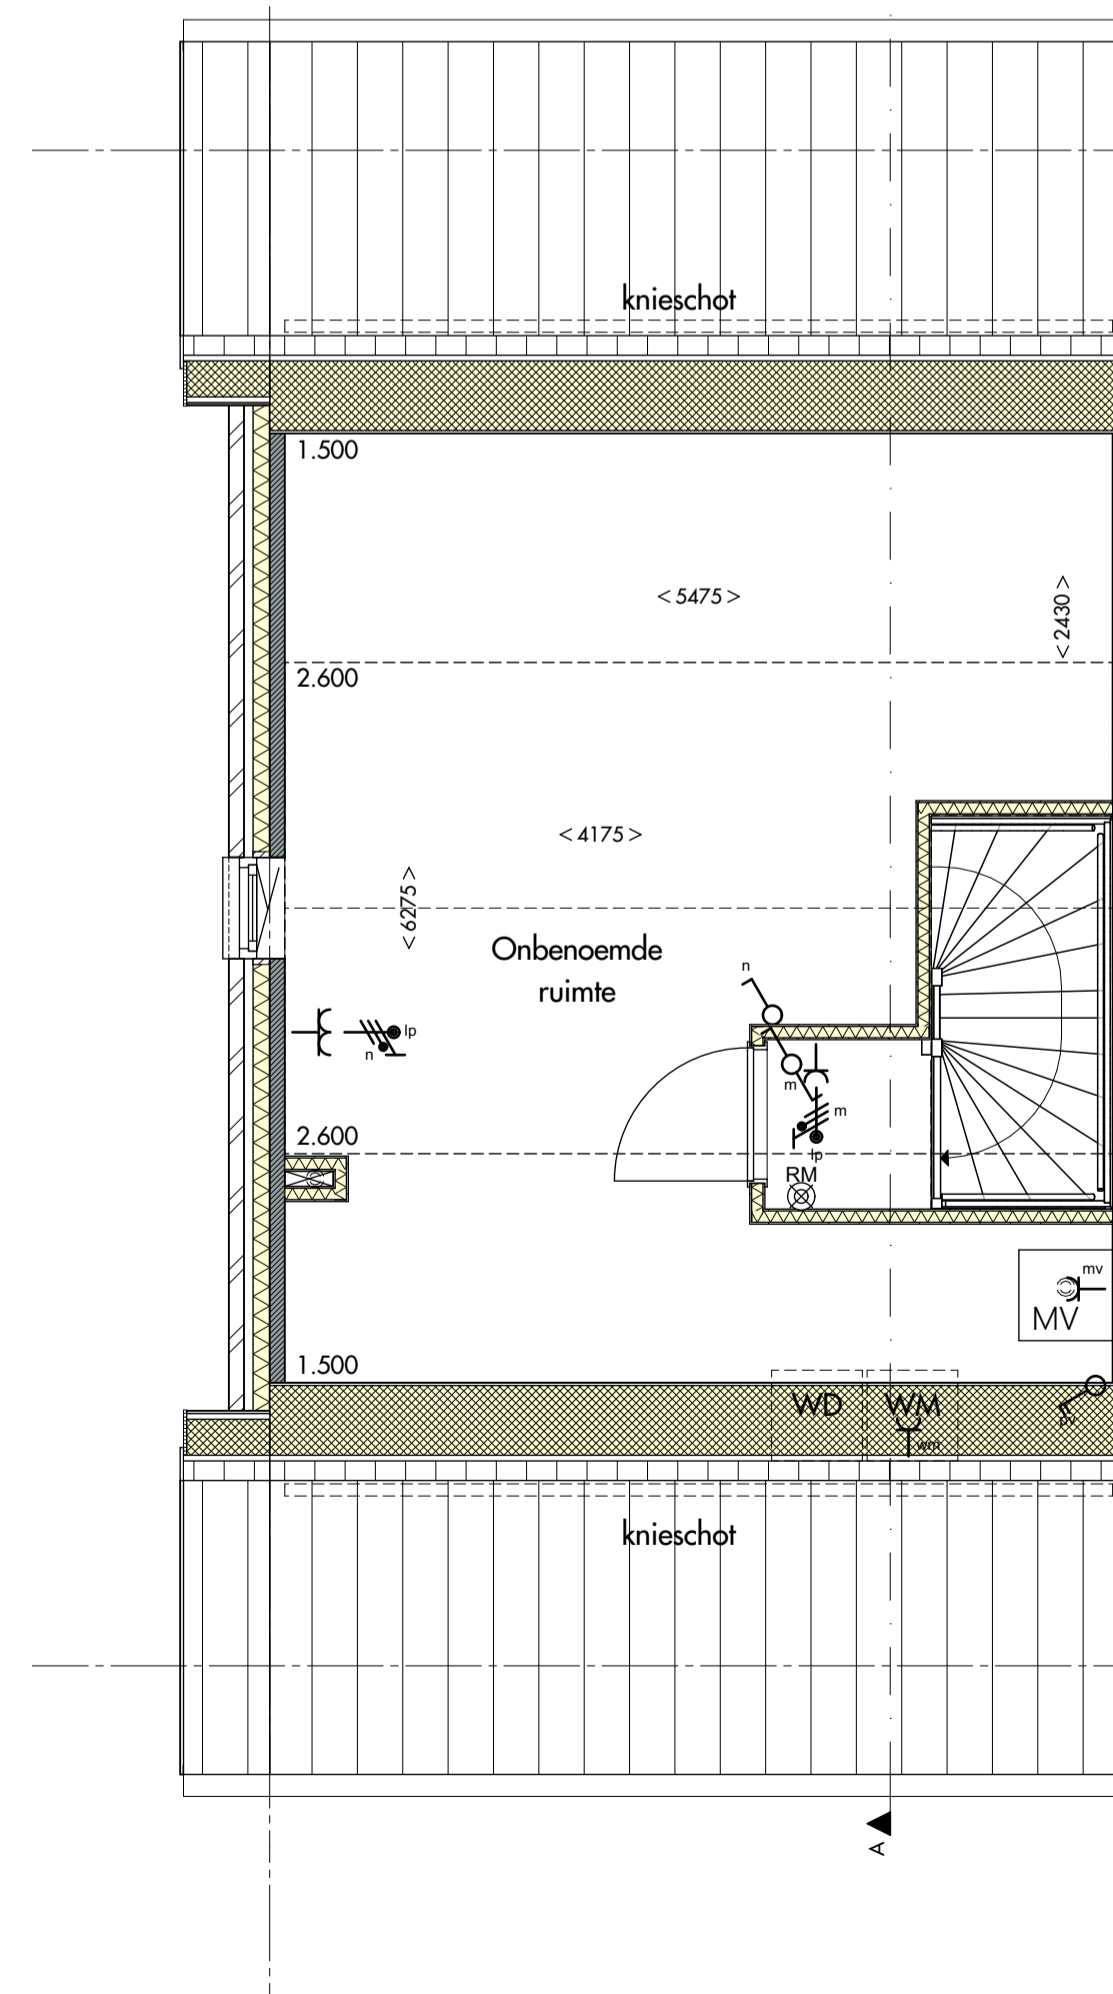 knieschot
1.500
< 5475 >
< 2430 >
2.600
< 4175 >
< 6275 >
Onbenoemde
ruimte
n
lp
n
m
m
lp
2.600
RM
mv
MV
1.500
WD
WM
pv
wm
knieschot
A